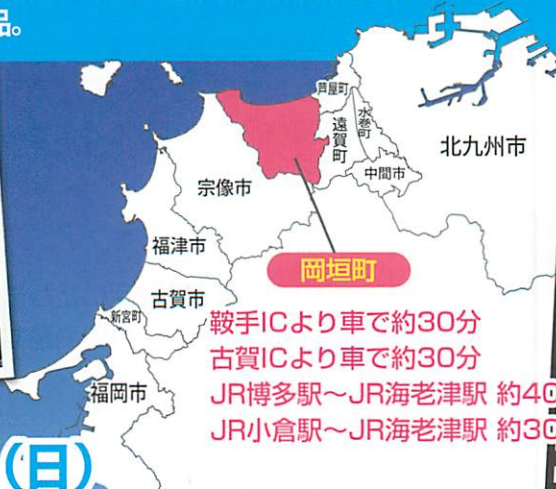 品。
芦屋町
水巻町
遠賀町
北九州市
中間市
宗像市
福津市
岡垣町
古賀市
新宮町
鞍手ICより車で約30分
古賀ICより車で約30分
福岡市
JR博多駅〜JR海老津駅 約40
JR小倉駅〜JR海老津駅 約30
(日)